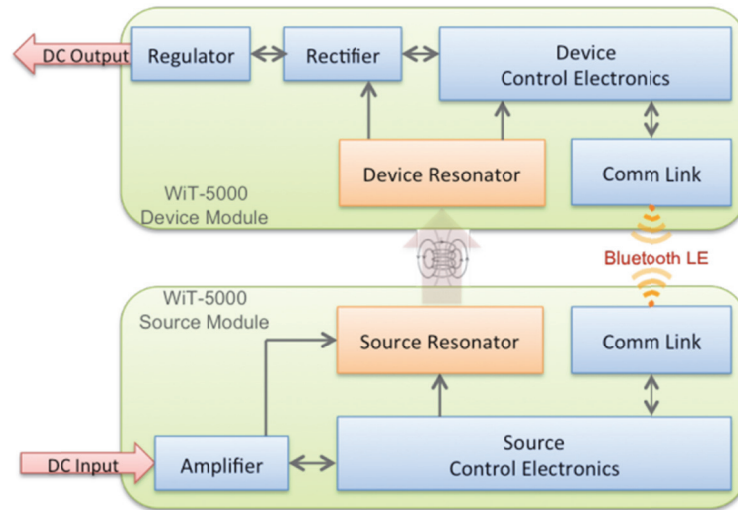 DC Output
Regulator
Rectifier
Device
Control Electronics
Device Resonator
Comm Link
WiT-5000
Device Module
Bluetooth LE
WiT-5000
Source Module
Source Resonator
Comm Link
DC Input
Amplifier
Source
Control Electronics